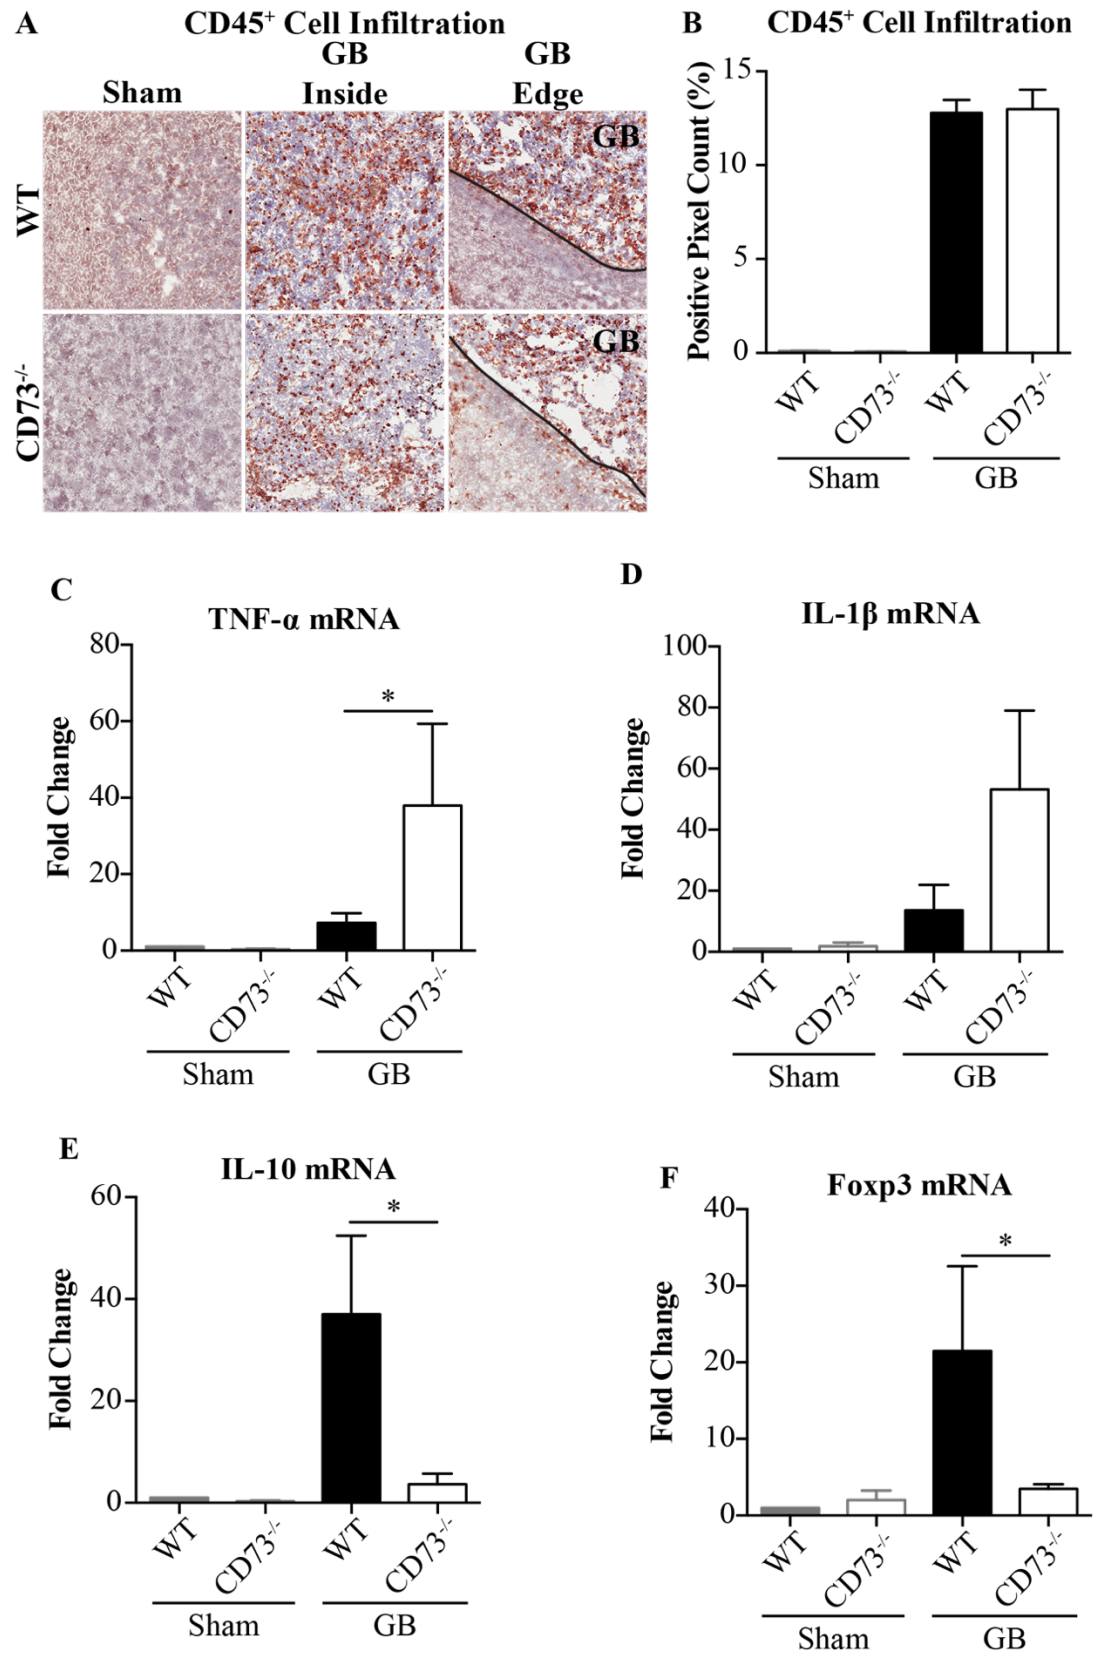 A
CD45⁺ Cell Infiltration
Sham
GB
Inside
GB
Edge
WT
GB
CD73⁻/⁻
GB
B
CD45⁺ Cell Infiltration
Positive Pixel Count (%)
15
10
5
0
WT
CD73⁻/⁻
WT
CD73⁻/⁻
Sham
GB
C
TNF-α mRNA
Fold Change
80
60
40
20
0
*
WT
CD73⁻/⁻
WT
CD73⁻/⁻
Sham
GB
D
IL-1β mRNA
Fold Change
100
80
60
40
20
0
WT
CD73⁻/⁻
WT
CD73⁻/⁻
Sham
GB
E
IL-10 mRNA
Fold Change
60
40
20
0
*
WT
CD73⁻/⁻
WT
CD73⁻/⁻
Sham
GB
F
Foxp3 mRNA
Fold Change
40
30
20
10
0
*
WT
CD73⁻/⁻
WT
CD73⁻/⁻
Sham
GB